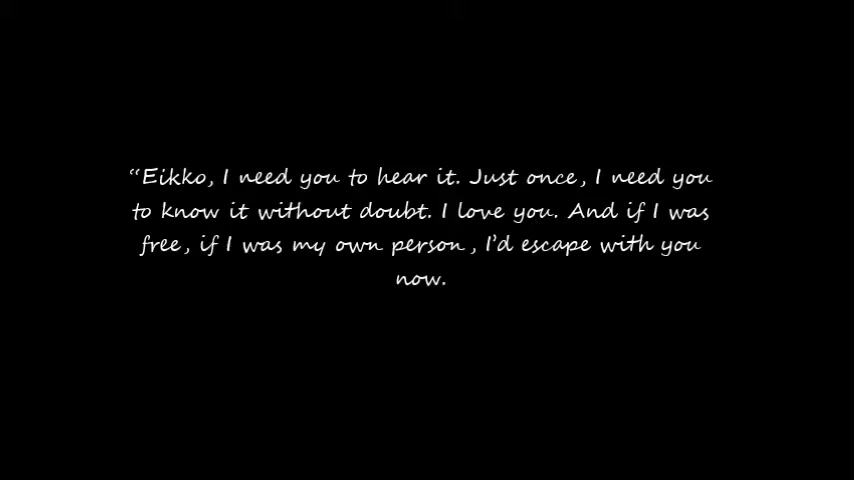 “Eikko, I need you to hear it. Just once, I need you
to know it without doubt. I love you. And if I was
free, if I was my own person, I'd escape with you
now.